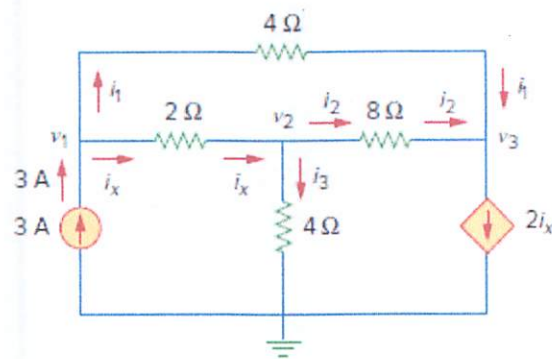 4 Ω
i₁ i₁
2 Ω v₂ i₂ 8 Ω i₂
v₁ v₃
3 A iₓ iₓ i₃
3 A 4 Ω 2iₓ